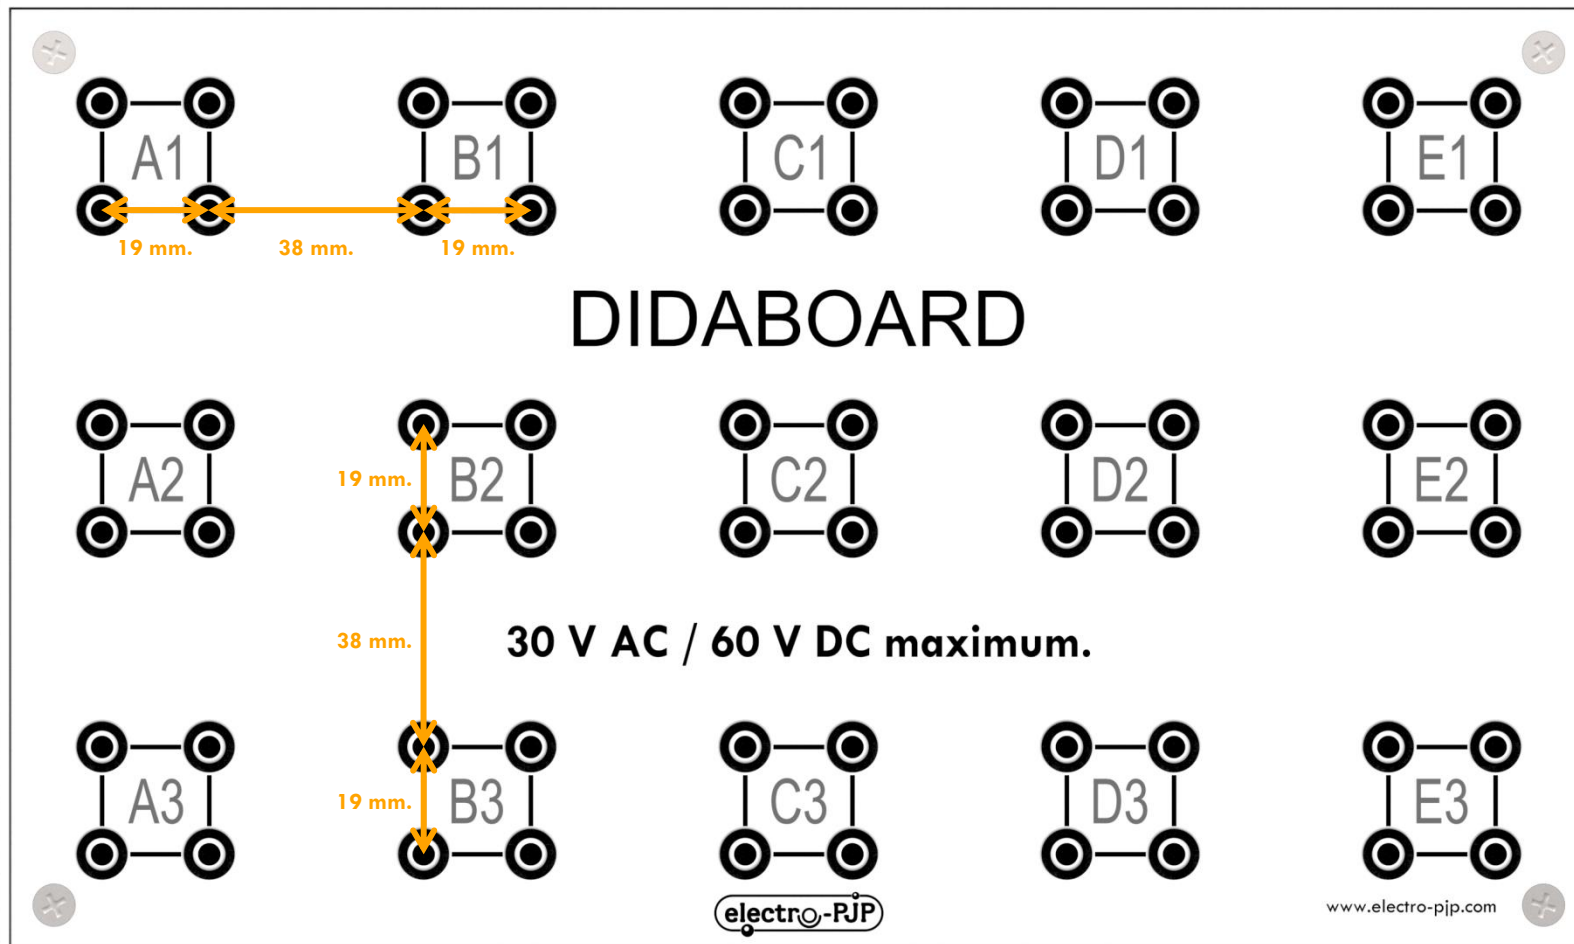 A1 B1 C1 D1 E1
19 mm. 38 mm. 19 mm.
DIDABOARD
A2 B2 C2 D2 E2
19 mm.
38 mm.
30 V AC / 60 V DC maximum.
A3 B3 C3 D3 E3
19 mm.
electro-PJP
www.electro-pjp.com